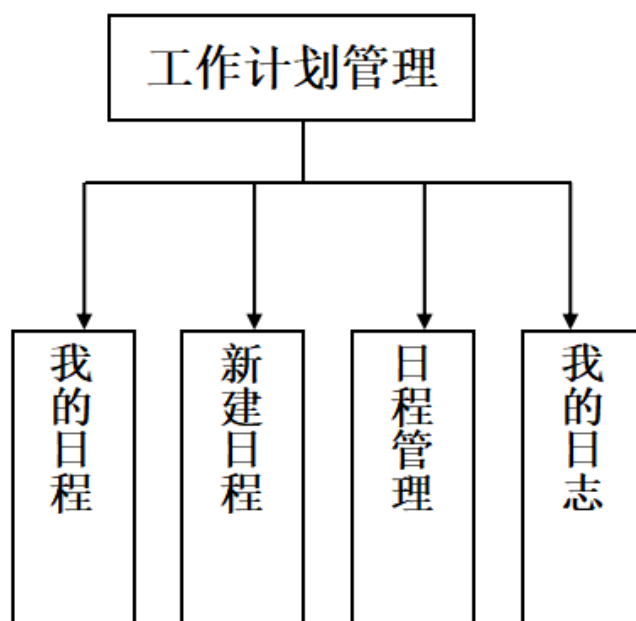 工作计划管理
我的日程
新建日程
日程管理
我的日志